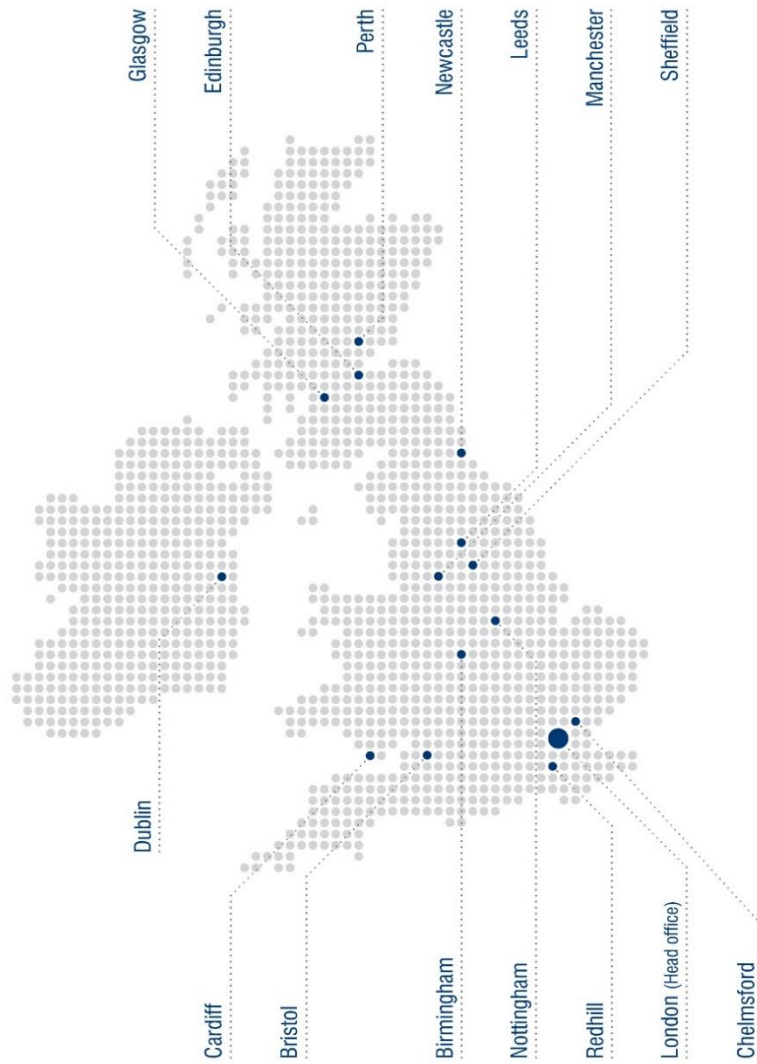 Glasgow
Edinburgh
Perth
Newcastle
Leeds
Manchester
Sheffield
Dublin
Cardiff
Bristol
Birmingham
Nottingham
Redhill
London (Head office)
Chelmsford